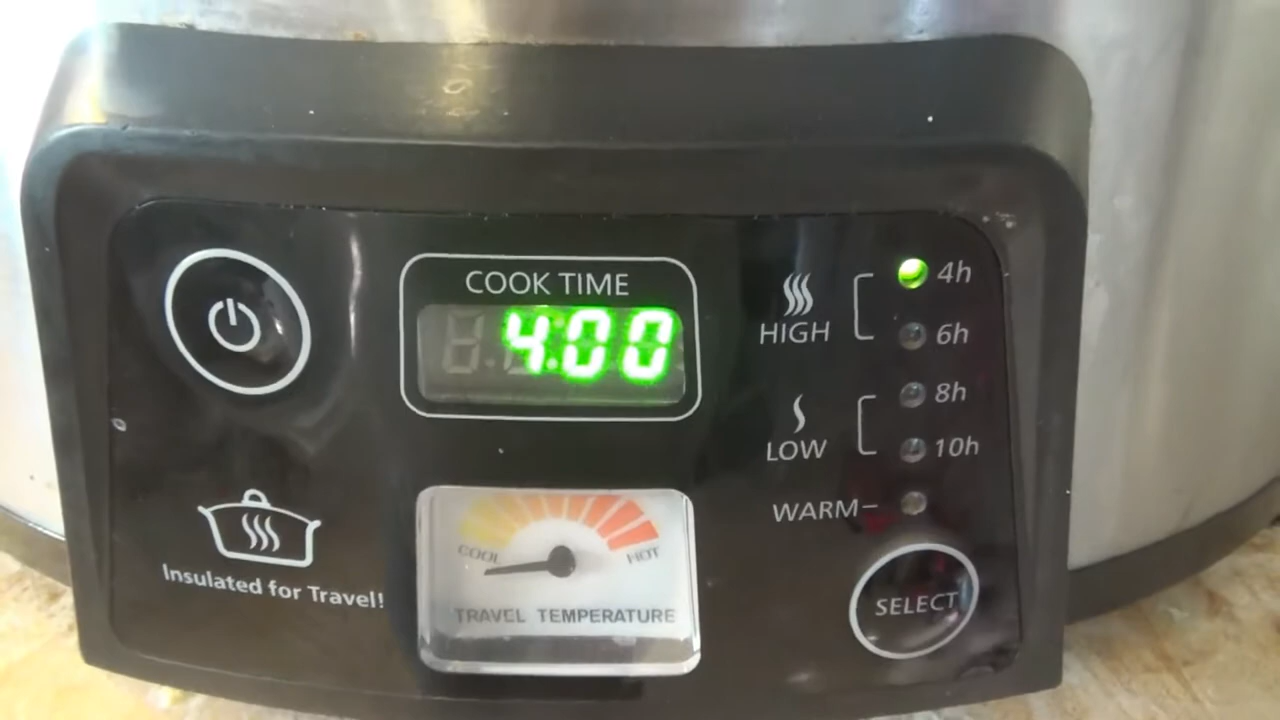 COOK TIME
4:00
HIGH
4h
6h
LOW
8h
10h
WARM
SELECT
Insulated for Travel!
COOL
HOT
TRAVEL TEMPERATURE